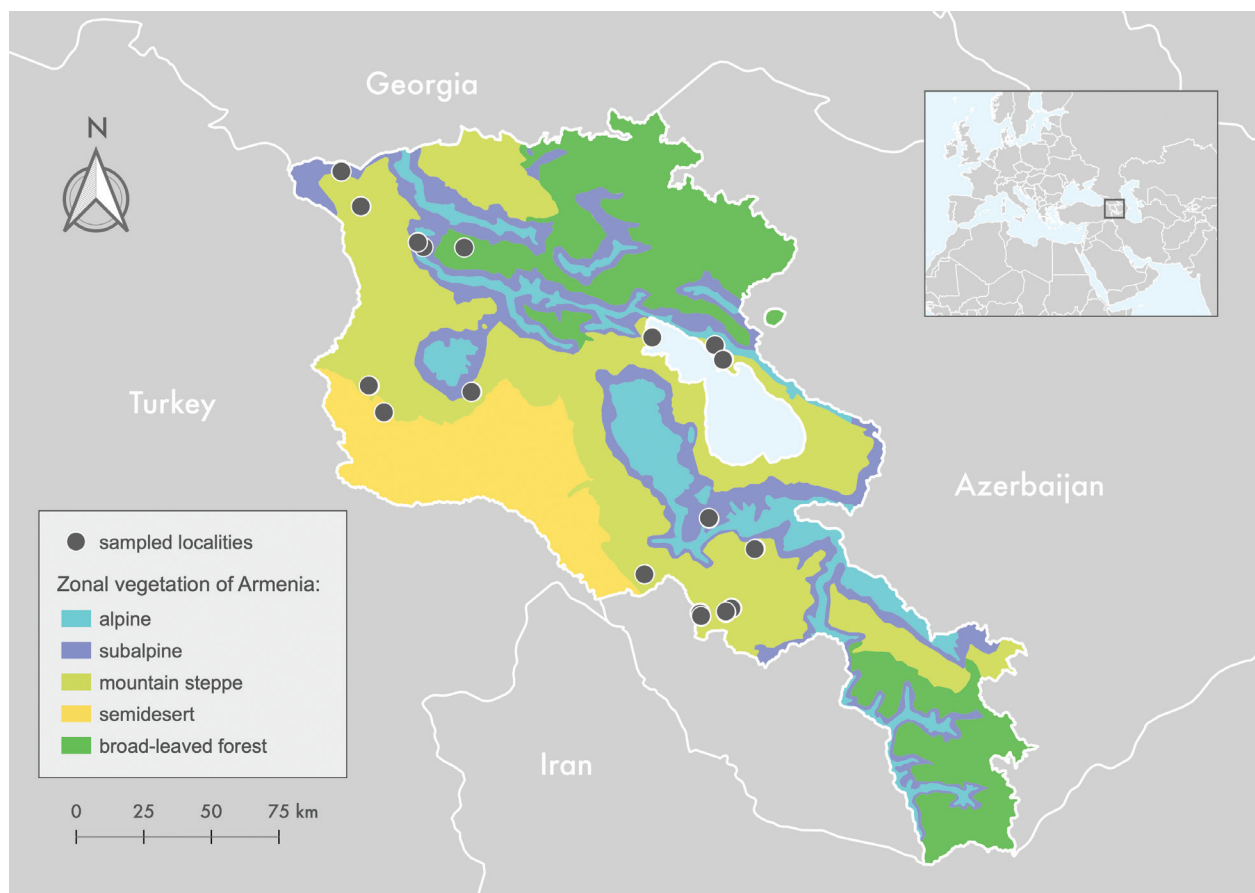 Georgia
N
Turkey
Azerbaijan
sampled localities
Zonal vegetation of Armenia:
alpine
subalpine
mountain steppe
semidesert
broad-leaved forest
Iran
0 25 50 75 km